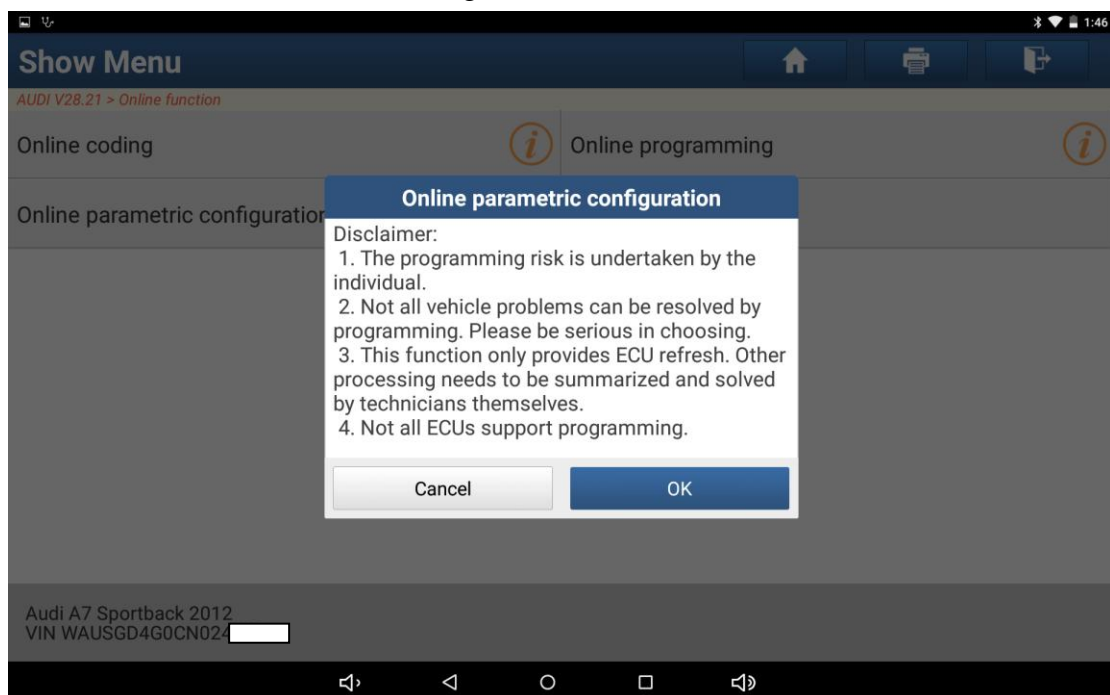 1:46
Show Menu
AUDI V28.21 > Online function
Online coding
Online programming
Online parametric configuration
Online parametric configuration
Disclaimer:
1. The programming risk is undertaken by the
individual.
2. Not all vehicle problems can be resolved by
programming. Please be serious in choosing.
3. This function only provides ECU refresh. Other
processing needs to be summarized and solved
by technicians themselves.
4. Not all ECUs support programming.
Cancel
OK
Audi A7 Sportback 2012
VIN WAUSGD4G0CN024